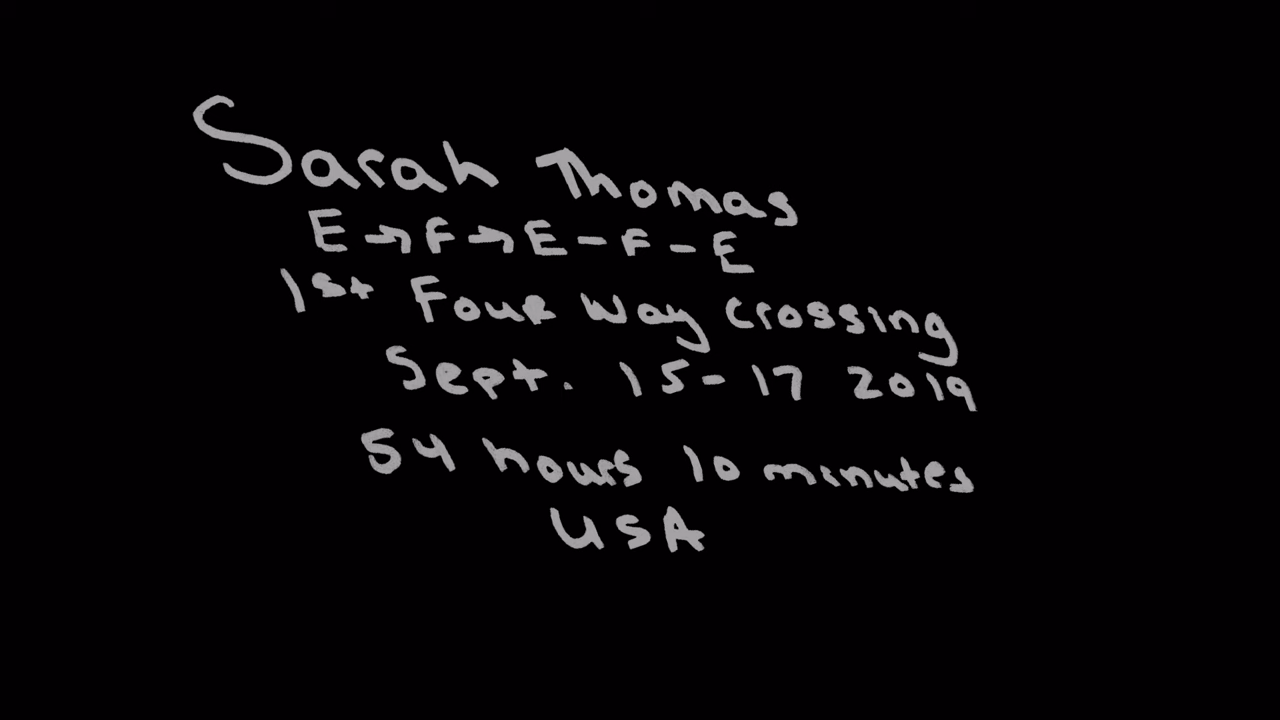 Sarah Thomas
E→F→E-F-E
1st Four Way Crossing
Sept. 15-17 2019
54 hours 10 minutes
USA